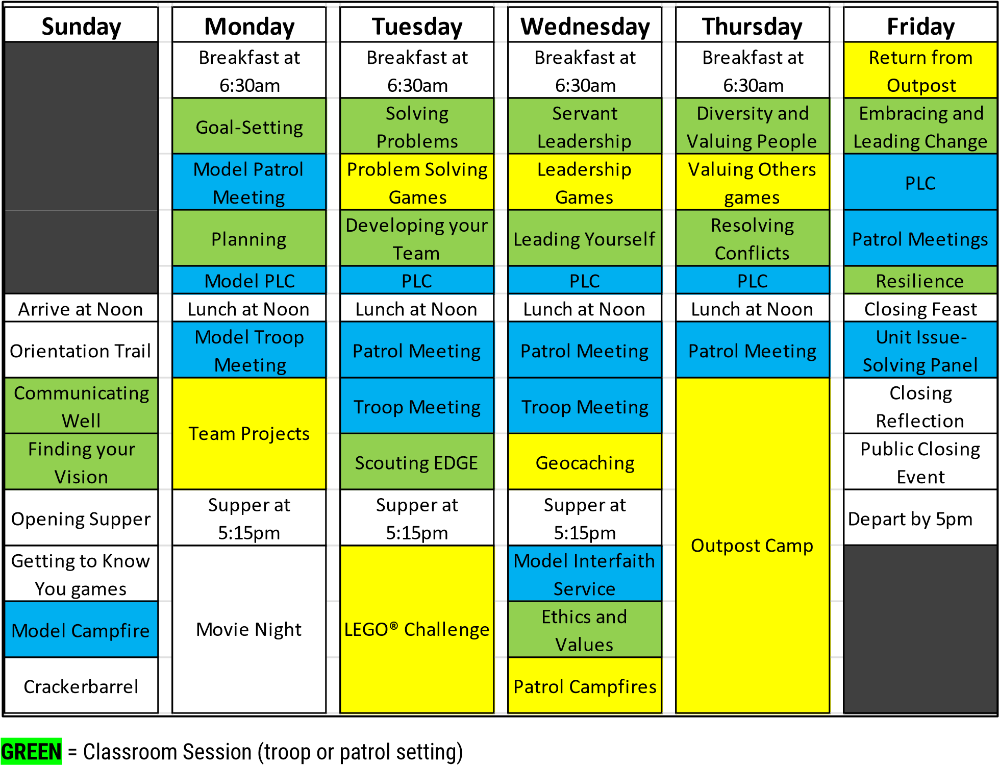 Sunday
Monday
Tuesday
Wednesday
Thursday
Friday
Breakfast at
6:30am
Breakfast at
6:30am
Breakfast at
6:30am
Breakfast at
6:30am
Return from
Outpost
Goal-Setting
Solving
Problems
Servant
Leadership
Diversity and
Valuing People
Embracing and
Leading Change
Model Patrol
Meeting
Problem Solving
Games
Leadership
Games
Valuing Others
games
PLC
Planning
Developing your
Team
Leading Yourself
Resolving
Conflicts
Patrol Meetings
Model PLC
PLC
PLC
PLC
Resilience
Arrive at Noon
Lunch at Noon
Lunch at Noon
Lunch at Noon
Lunch at Noon
Closing Feast
Orientation Trail
Model Troop
Meeting
Patrol Meeting
Patrol Meeting
Patrol Meeting
Unit Issue-
Solving Panel
Communicating
Well
Team Projects
Troop Meeting
Troop Meeting
Outpost Camp
Closing
Reflection
Finding your
Vision
Scouting EDGE
Geocaching
Public Closing
Event
Opening Supper
Supper at
5:15pm
Supper at
5:15pm
Supper at
5:15pm
Depart by 5pm
Getting to Know
You games
Movie Night
LEGO® Challenge
Model Interfaith
Service
Model Campfire
Ethics and
Values
Crackerbarrel
Patrol Campfires
GREEN = Classroom Session (troop or patrol setting)